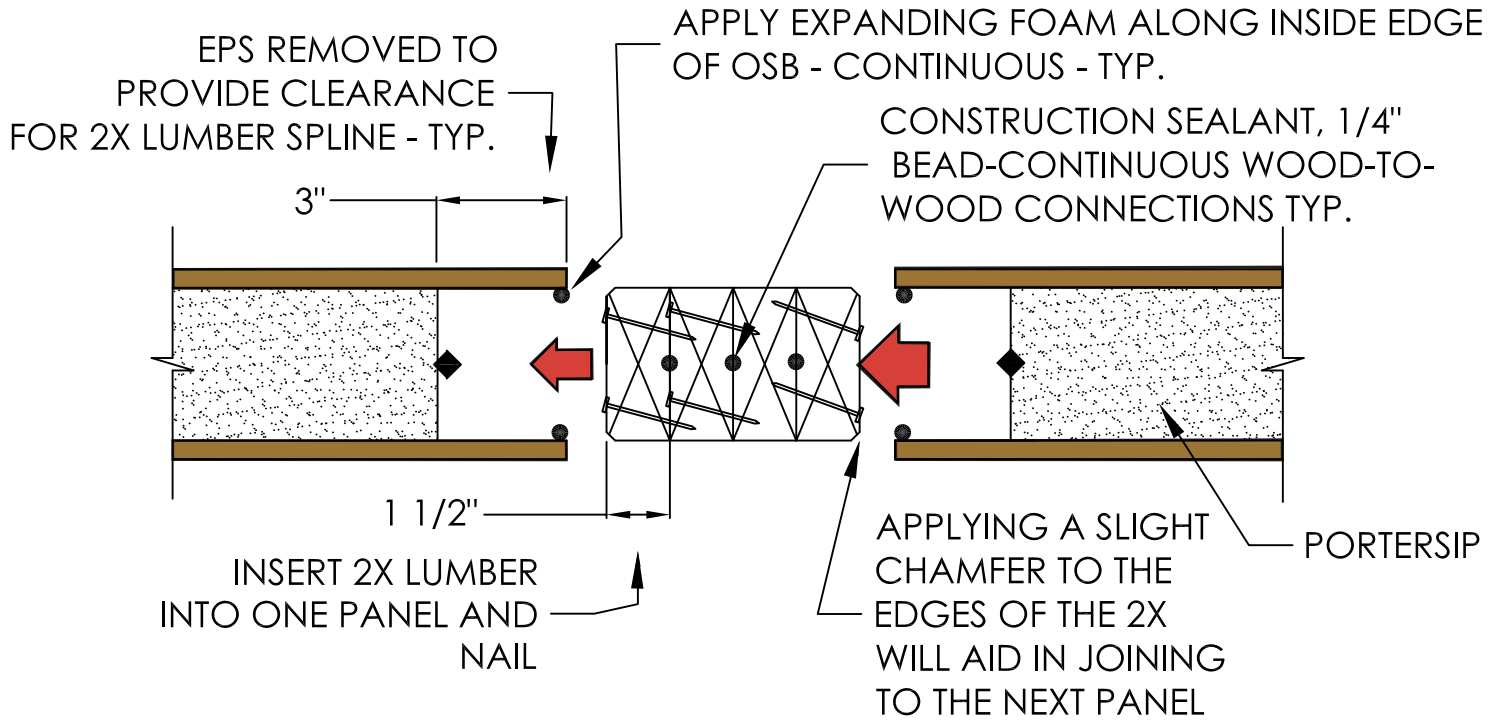 EPS REMOVED TO
PROVIDE CLEARANCE
FOR 2X LUMBER SPLINE - TYP.
APPLY EXPANDING FOAM ALONG INSIDE EDGE
OF OSB - CONTINUOUS - TYP.
CONSTRUCTION SEALANT, 1/4"
BEAD-CONTINUOUS WOOD-TO-
WOOD CONNECTIONS TYP.
3"
1 1/2"
INSERT 2X LUMBER
INTO ONE PANEL AND
NAIL
APPLYING A SLIGHT
CHAMFER TO THE
EDGES OF THE 2X
WILL AID IN JOINING
TO THE NEXT PANEL
PORTERSIP